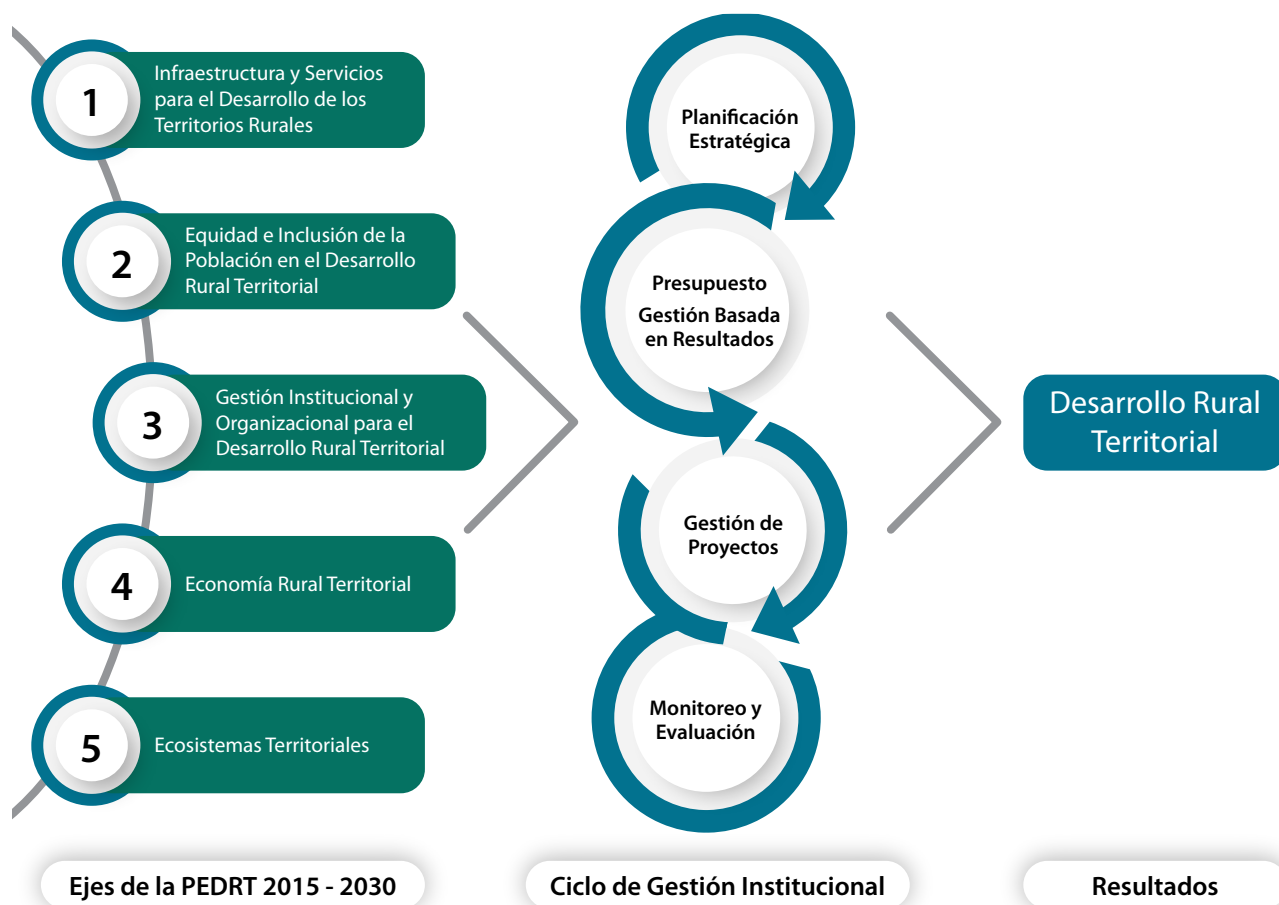 1
Infraestructura y Servicios
para el Desarrollo de los
Territorios Rurales
2
Equidad e Inclusión de la
Población en el Desarrollo
Rural Territorial
3
Gestión Institucional y
Organizacional para el
Desarrollo Rural Territorial
4
Economía Rural Territorial
5
Ecosistemas Territoriales
Ejes de la PEDRT 2015 - 2030
Planificación
Estratégica
Presupuesto
Gestión Basada
en Resultados
Gestión de
Proyectos
Monitoreo y
Evaluación
Ciclo de Gestión Institucional
Desarrollo Rural
Territorial
Resultados